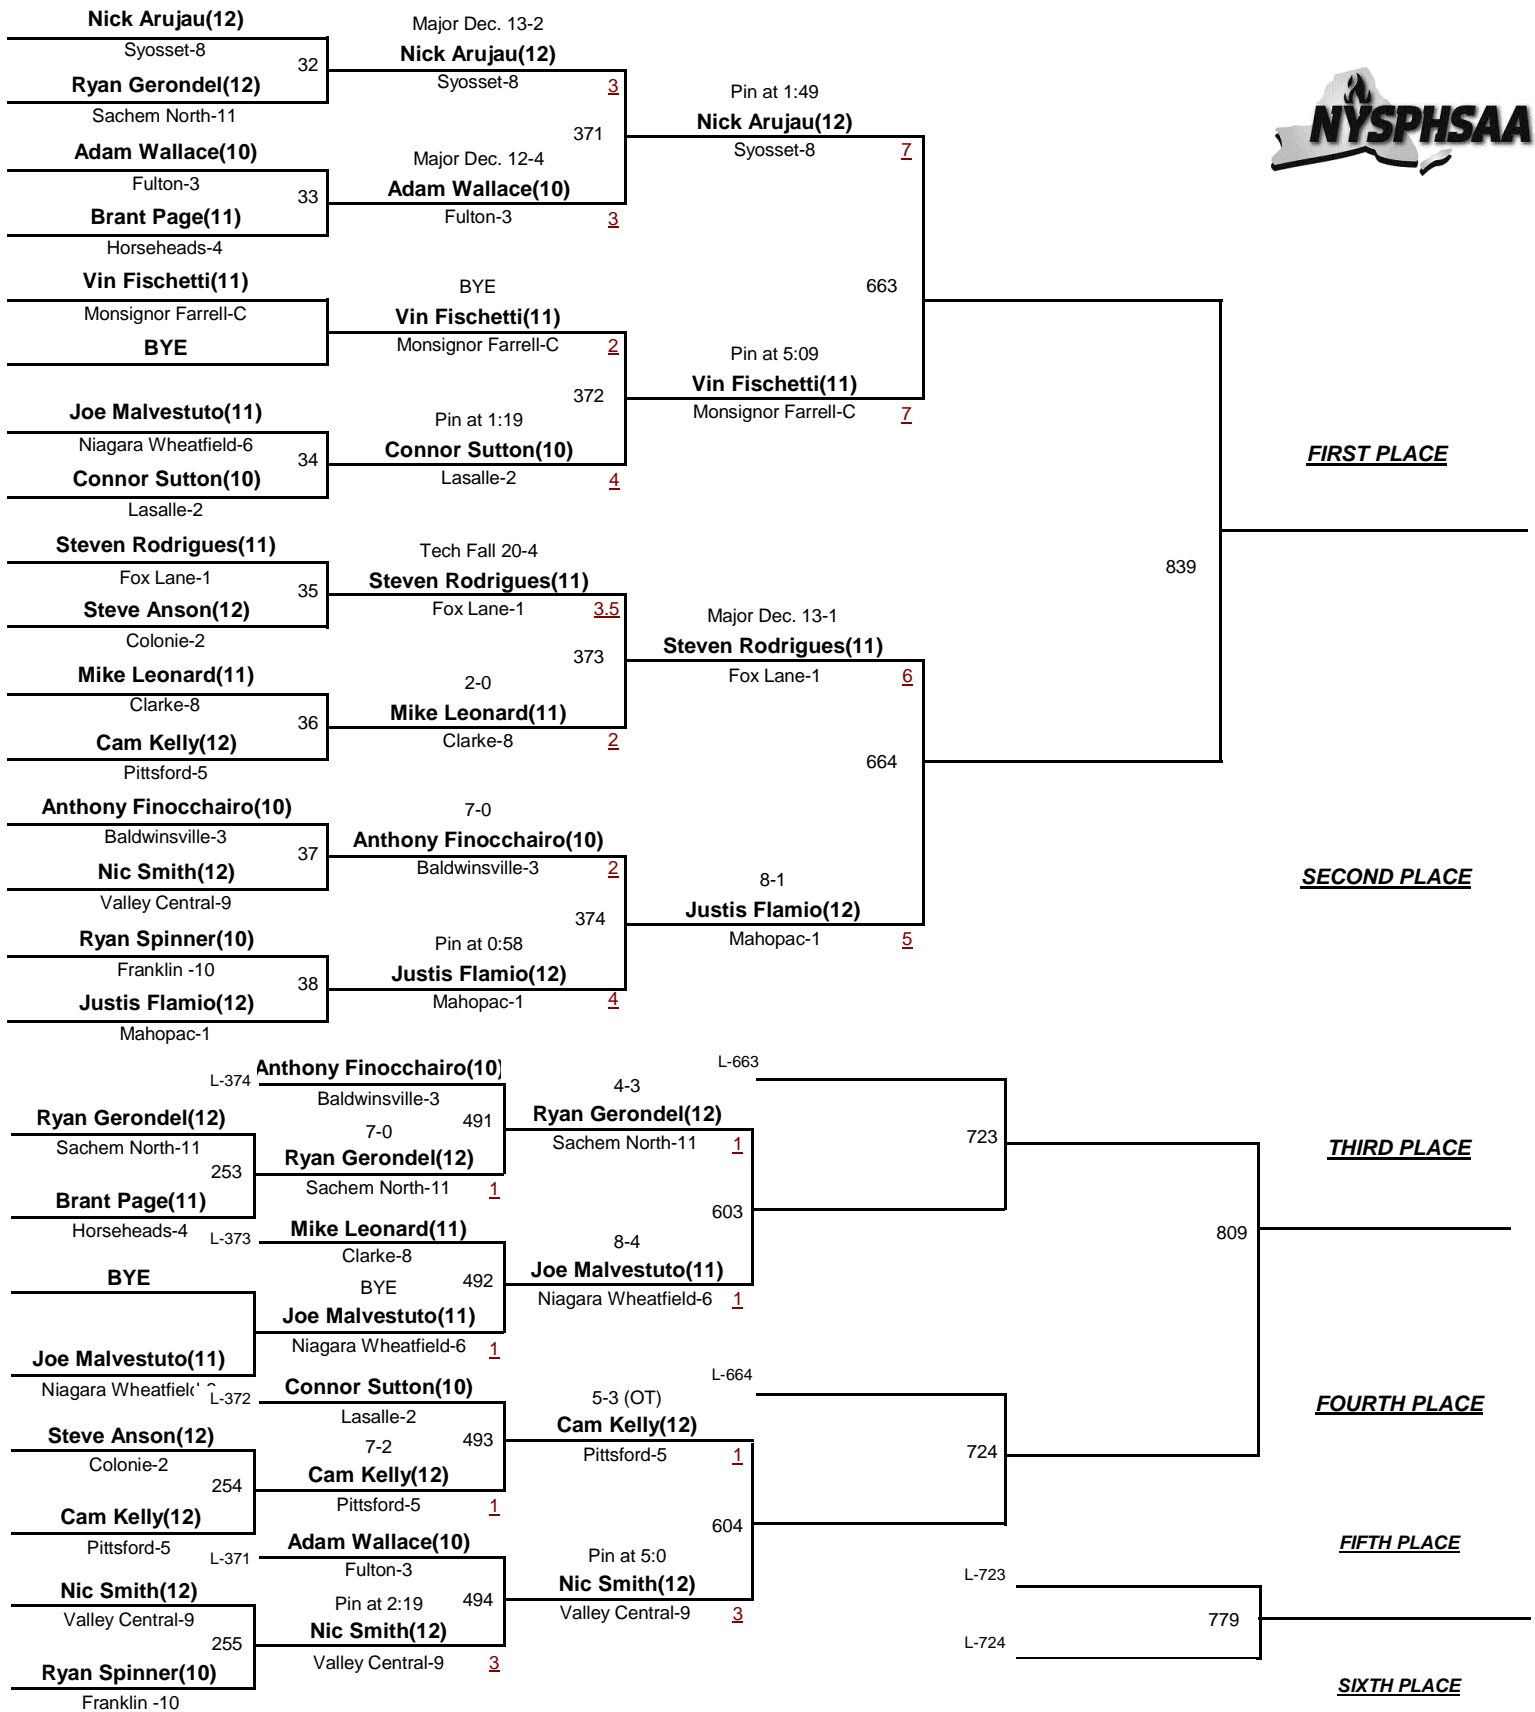 Nick Arujau(12)
Syosset-8
32
Ryan Gerondel(12)
Sachem North-11
Adam Wallace(10)
Fulton-3
33
Brant Page(11)
Horseheads-4
Vin Fischetti(11)
Monsignor Farrell-C
BYE
Joe Malvestuto(11)
Niagara Wheatfield-6
34
Connor Sutton(10)
Lasalle-2
Steven Rodrigues(11)
Fox Lane-1
35
Steve Anson(12)
Colonie-2
Mike Leonard(11)
Clarke-8
36
Cam Kelly(12)
Pittsford-5
Anthony Finocchairo(10)
Baldwinsville-3
37
Nic Smith(12)
Valley Central-9
Ryan Spinner(10)
Franklin -10
38
Justis Flamio(12)
Mahopac-1
Major Dec. 13-2
Nick Arujau(12)
Syosset-8
3
371
Major Dec. 12-4
Adam Wallace(10)
Fulton-3
3
BYE
Vin Fischetti(11)
Monsignor Farrell-C
2
372
Pin at 1:19
Connor Sutton(10)
Lasalle-2
4
Tech Fall 20-4
Steven Rodrigues(11)
Fox Lane-1
3.5
373
2-0
Mike Leonard(11)
Clarke-8
2
7-0
Anthony Finocchairo(10)
Baldwinsville-3
2
374
Pin at 0:58
Justis Flamio(12)
Mahopac-1
4
Pin at 1:49
Nick Arujau(12)
Syosset-8
7
663
Pin at 5:09
Vin Fischetti(11)
Monsignor Farrell-C
7
Major Dec. 13-1
Steven Rodrigues(11)
Fox Lane-1
6
664
8-1
Justis Flamio(12)
Mahopac-1
5
839
NYSPHSAA
FIRST PLACE
SECOND PLACE
L-374
Anthony Finocchairo(10)
Baldwinsville-3
491
Ryan Gerondel(12)
Sachem North-11
253
Brant Page(11)
Horseheads-4
7-0
Ryan Gerondel(12)
Sachem North-11
1
L-373
Mike Leonard(11)
Clarke-8
492
BYE
Joe Malvestuto(11)
Niagara Wheatfield
BYE
Joe Malvestuto(11)
Niagara Wheatfield-6
1
L-372
Connor Sutton(10)
Lasalle-2
493
Steve Anson(12)
Colonie-2
254
Cam Kelly(12)
Pittsford-5
7-2
Cam Kelly(12)
Pittsford-5
1
L-371
Adam Wallace(10)
Fulton-3
494
Nic Smith(12)
Valley Central-9
255
Ryan Spinner(10)
Franklin -10
Pin at 2:19
Nic Smith(12)
Valley Central-9
3
4-3
Ryan Gerondel(12)
Sachem North-11
1
603
8-4
Joe Malvestuto(11)
Niagara Wheatfield-6
1
5-3 (OT)
Cam Kelly(12)
Pittsford-5
1
604
Pin at 5:0
Nic Smith(12)
Valley Central-9
3
L-663
723
L-664
724
809
THIRD PLACE
FOURTH PLACE
L-723
779
L-724
FIFTH PLACE
SIXTH PLACE